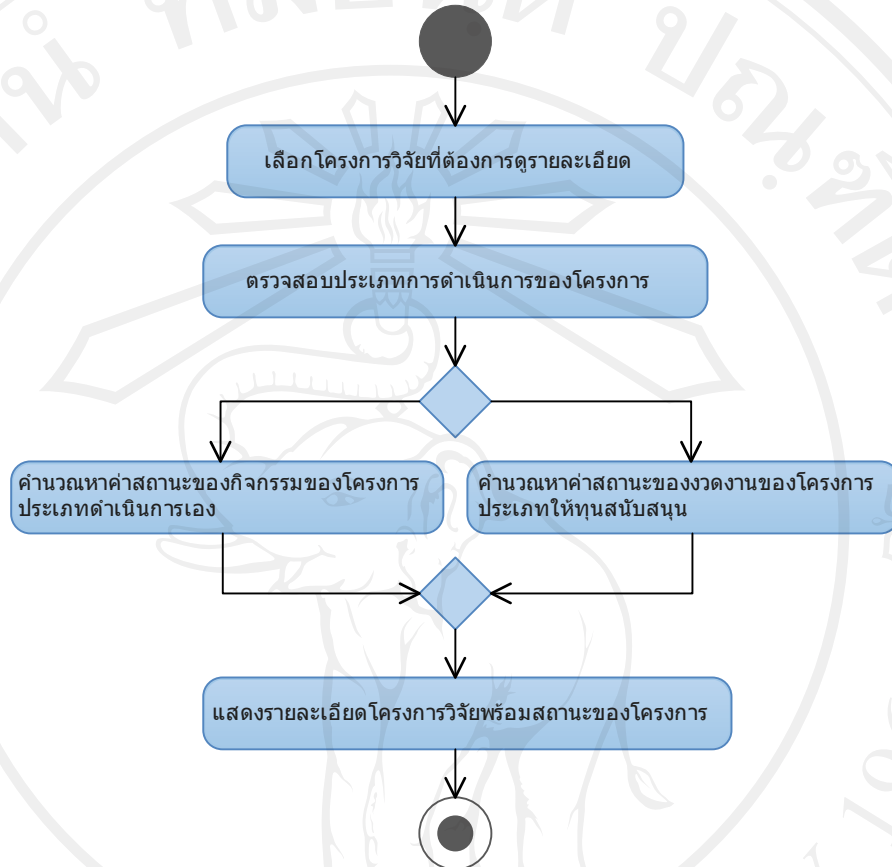 เลือกโครงการวิจัยที่ต้องการดูรายละเอียด
ตรวจสอบประเภทการดำเนินการของโครงการ
คำนวณหาค่าสถานะของกิจกรรมของโครงการ
ประเภทดำเนินการเอง
คำนวณหาค่าสถานะของงวดงานของโครงการ
ประเภทให้ทุนสนับสนุน
แสดงรายละเอียดโครงการวิจัยพร้อมสถานะของโครงการ